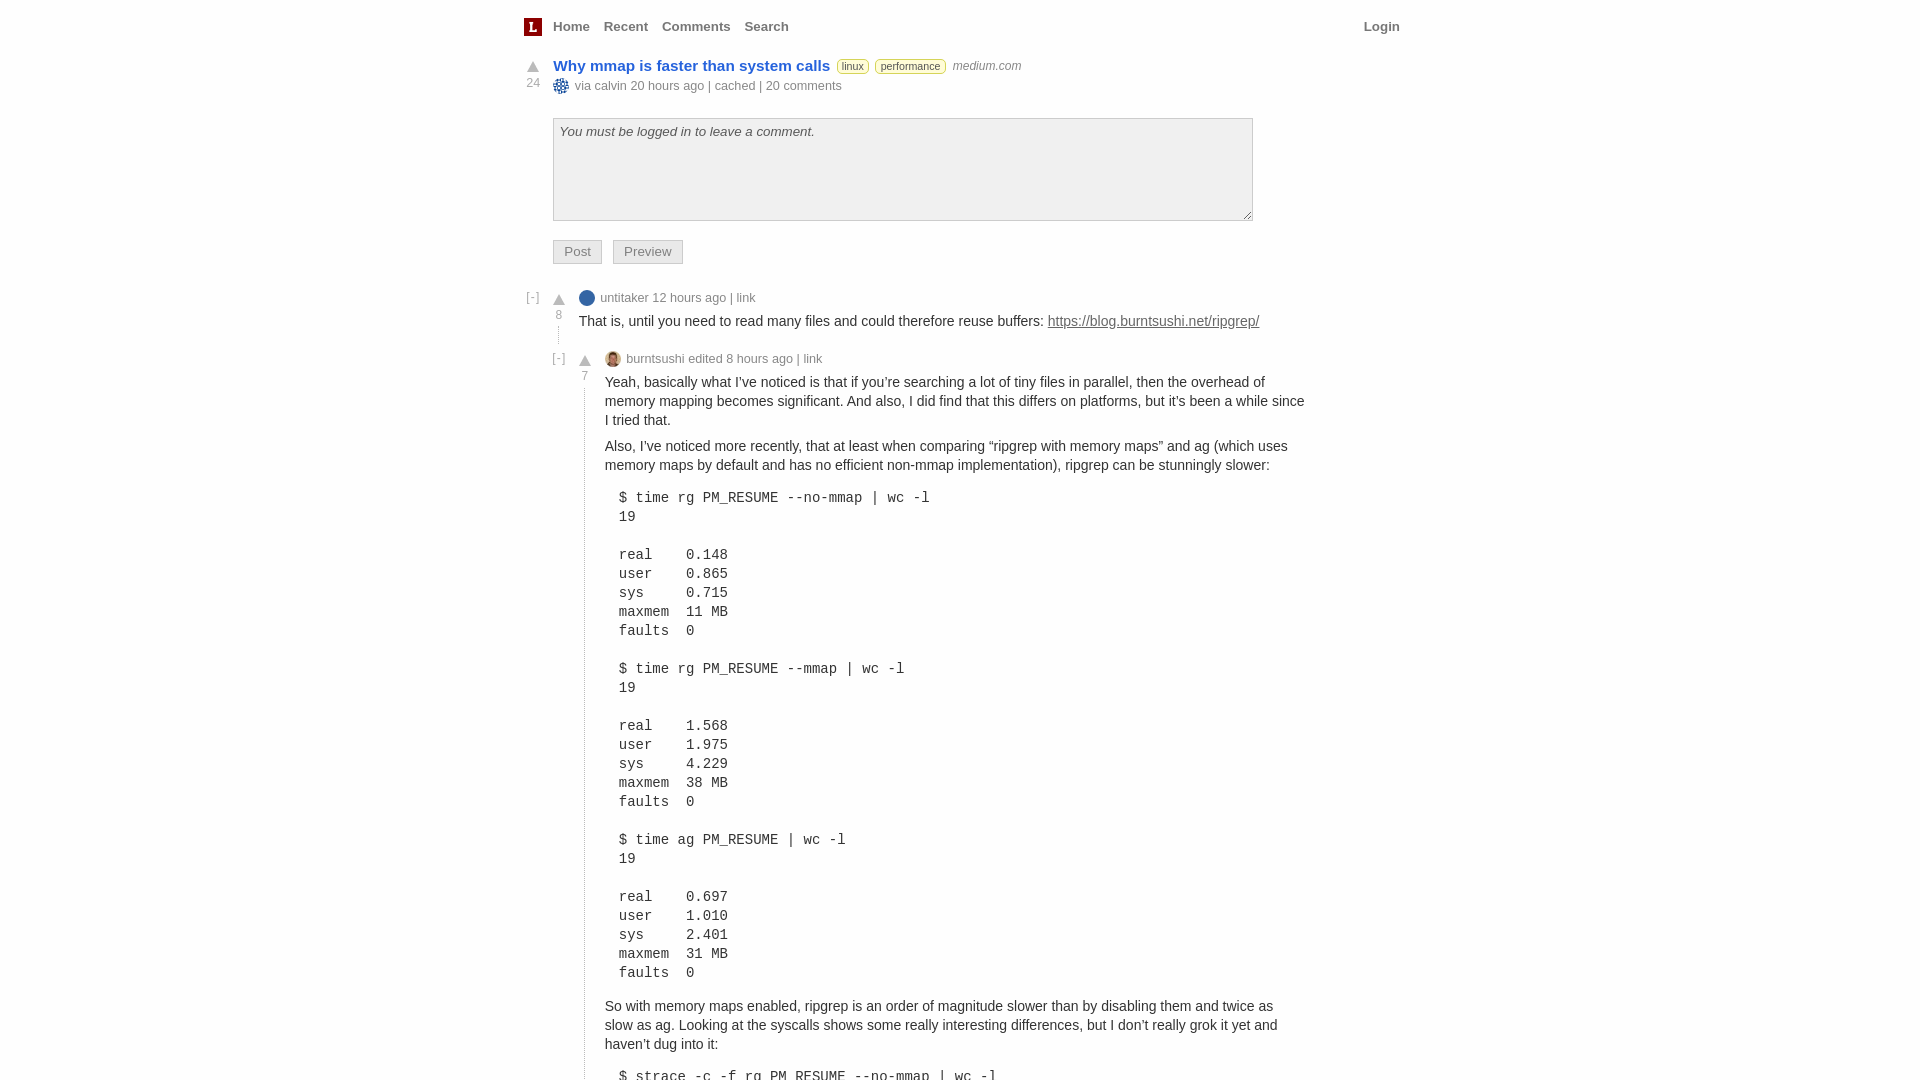 L Home Recent Comments Search Login
Why mmap is faster than system calls linux performance medium.com
24
via calvin 20 hours ago | cached | 20 comments
You must be logged in to leave a comment.
Post Preview
[-] untitaker 12 hours ago | link
8
That is, until you need to read many files and could therefore reuse buffers: https://blog.burntsushi.net/ripgrep/
[-] burntsushi edited 8 hours ago | link
7
Yeah, basically what I’ve noticed is that if you’re searching a lot of tiny files in parallel, then the overhead of
memory mapping becomes significant. And also, I did find that this differs on platforms, but it’s been a while since
I tried that.
Also, I’ve noticed more recently, that at least when comparing “ripgrep with memory maps” and ag (which uses
memory maps by default and has no efficient non-mmap implementation), ripgrep can be stunningly slower:
$ time rg PM_RESUME --no-mmap | wc -l
19
real    0.148
user    0.865
sys     0.715
maxmem  11 MB
faults  0
$ time rg PM_RESUME --mmap | wc -l
19
real    1.568
user    1.975
sys     4.229
maxmem  38 MB
faults  0
$ time ag PM_RESUME | wc -l
19
real    0.697
user    1.010
sys     2.401
maxmem  31 MB
faults  0
So with memory maps enabled, ripgrep is an order of magnitude slower than by disabling them and twice as
slow as ag. Looking at the syscalls shows some really interesting differences, but I don’t really grok it yet and
haven’t dug into it:
$ strace -c -f rg PM_RESUME --no-mmap | wc -l